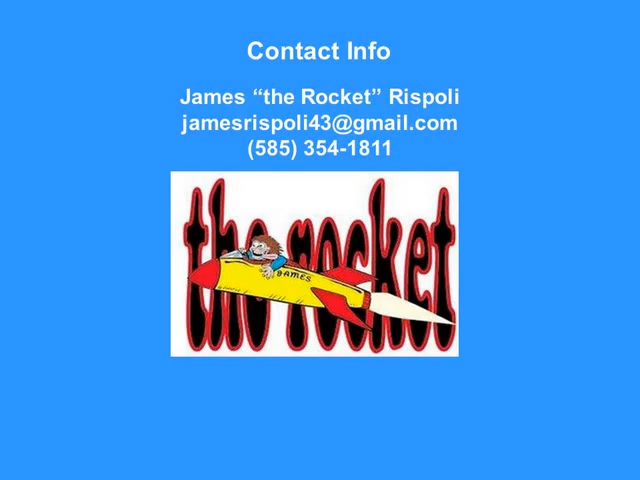 Contact Info
James “the Rocket” Rispoli
jamesrispoli43@gmail.com
(585) 354-1811
the rocket
JAMES